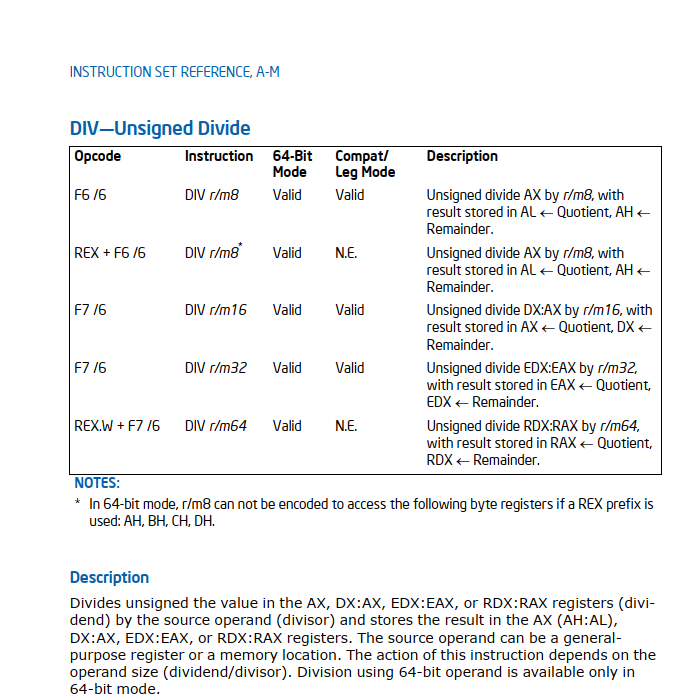 INSTRUCTION SET REFERENCE, A-M
DIV—Unsigned Divide
Opcode Instruction 64-Bit Mode Compat/ Leg Mode Description
F6 /6 DIV r/m8 Valid Valid Unsigned divide AX by r/m8, with
result stored in AL ← Quotient, AH ←
Remainder.
REX + F6 /6 DIV r/m8* Valid N.E. Unsigned divide AX by r/m8, with
result stored in AL ← Quotient, AH ←
Remainder.
F7 /6 DIV r/m16 Valid Valid Unsigned divide DX:AX by r/m16, with
result stored in AX ← Quotient, DX ←
Remainder.
F7 /6 DIV r/m32 Valid Valid Unsigned divide EDX:EAX by r/m32,
with result stored in EAX ← Quotient,
EDX ← Remainder.
REX.W + F7 /6 DIV r/m64 Valid N.E. Unsigned divide RDX:RAX by r/m64,
with result stored in RAX ← Quotient,
RDX ← Remainder.
NOTES:
* In 64-bit mode, r/m8 can not be encoded to access the following byte registers if a REX prefix is
used: AH, BH, CH, DH.
Description
Divides unsigned the value in the AX, DX:AX, EDX:EAX, or RDX:RAX registers (divi-
dend) by the source operand (divisor) and stores the result in the AX (AH:AL),
DX:AX, EDX:EAX, or RDX:RAX registers. The source operand can be a general-
purpose register or a memory location. The action of this instruction depends on the
operand size (dividend/divisor). Division using 64-bit operand is available only in
64-bit mode.